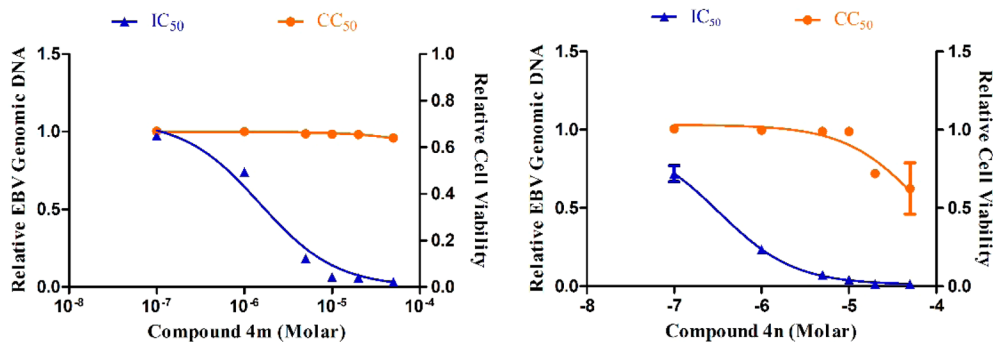 IC₅₀ CC₅₀
Relative EBV Genomic DNA
1.5
1.0
0.5
0.0
1.0
0.8
0.6
0.4
0.2
0.0
Relative Cell Viability
10⁻⁸ 10⁻⁷ 10⁻⁶ 10⁻⁵ 10⁻⁴
Compound 4m (Molar)
IC₅₀ CC₅₀
Relative EBV Genomic DNA
1.5
1.0
0.5
0.0
1.5
1.0
0.5
0.0
Relative Cell Viability
-8 -7 -6 -5 -4
Compound 4n (Molar)